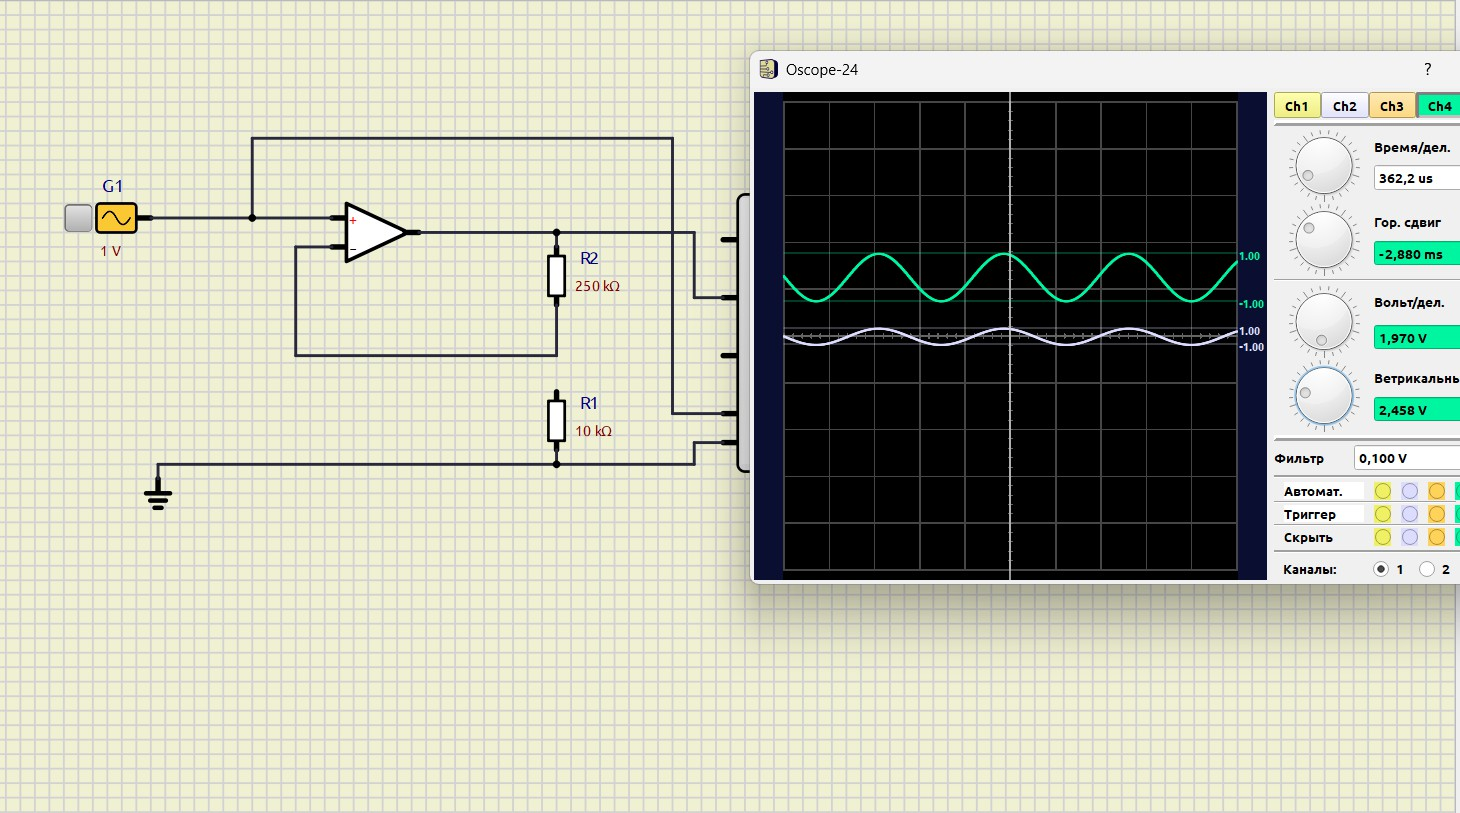 Oscope-24
?
Ch1 Ch2 Ch3 Ch4
Время/дел.
362,2 us
Гор. сдвиг
-2,880 ms
Вольт/дел.
1,970 V
Ветрикальны
2,458 V
Фильтр 0,100 V
Автомат.
Триггер
Скрыть
Каналы: 1 2
1.00
-1.00
1.00
-1.00
G1
1 V
+
−
R2
250 kΩ
R1
10 kΩ